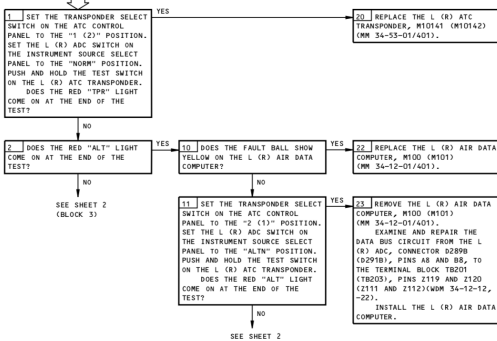 1 SET THE TRANSPONDER SELECT
SWITCH ON THE ATC CONTROL
PANEL TO THE "1 (2)" POSITION.
SET THE L (R) ADC SWITCH ON
THE INSTRUMENT SOURCE SELECT
PANEL TO THE "NORM" POSITION.
PUSH AND HOLD THE TEST SWITCH
ON THE L (R) ATC TRANSPONDER.
DOES THE RED "TPR" LIGHT
COME ON AT THE END OF THE
TEST?
YES
20 REPLACE THE L (R) ATC
TRANSPONDER, M10141 (M10142)
(MM 34-53-01/401).
NO
2 DOES THE RED "ALT" LIGHT
COME ON AT THE END OF THE
TEST?
YES
10 DOES THE FAULT BALL SHOW
YELLOW ON THE L (R) AIR DATA
COMPUTER?
YES
22 REPLACE THE L (R) AIR DATA
COMPUTER, M100 (M101)
(MM 34-12-01/401).
NO
SEE SHEET 2
(BLOCK 3)
NO
11 SET THE TRANSPONDER SELECT
SWITCH ON THE ATC CONTROL
PANEL TO THE "2 (1)" POSITION.
SET THE L (R) ADC SWITCH ON
THE INSTRUMENT SOURCE SELECT
PANEL TO THE "ALTN" POSITION.
PUSH AND HOLD THE TEST SWITCH
ON THE L (R) ATC TRANSPONDER.
DOES THE RED "ALT" LIGHT
COME ON AT THE END OF THE
TEST?
YES
23 REMOVE THE L (R) AIR DATA
COMPUTER, M100 (M101)
(MM 34-12-01/401).
EXAMINE AND REPAIR THE
DATA BUS CIRCUIT FROM THE L
(R) ADC, CONNECTOR D289B
(D291B), PINS A8 AND B8, TO
THE TERMINAL BLOCK TB201
(TB203), PINS Z119 AND Z120
(Z111 AND Z112)(WDM 34-12-12,
-22).
INSTALL THE L (R) AIR DATA
COMPUTER.
NO
SEE SHEET 2